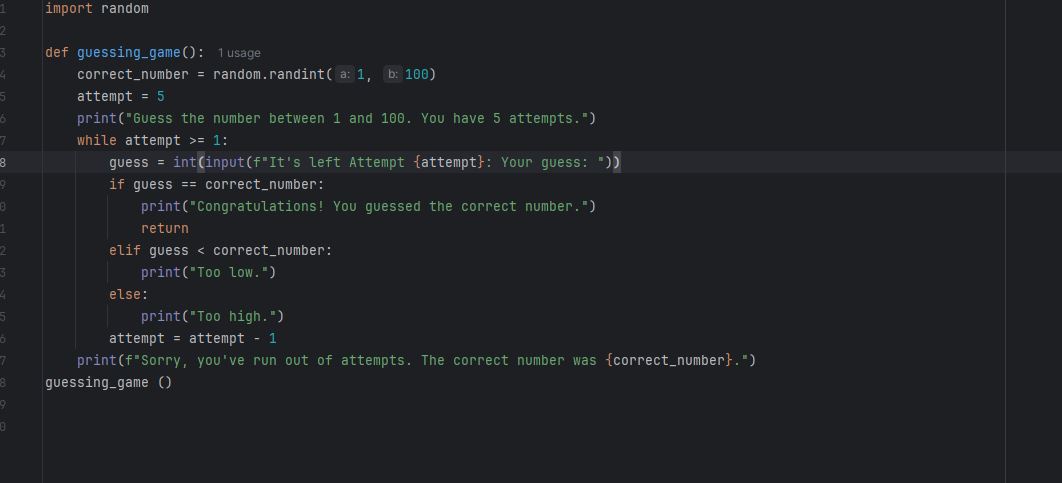 1 import random
2
3 def guessing_game(): 1 usage
4 correct_number = random.randint( a: 1, b: 100)
5 attempt = 5
6 print("Guess the number between 1 and 100. You have 5 attempts.")
7 while attempt >= 1:
8 guess = int(input(f"It's left Attempt {attempt}: Your guess: "))
9 if guess == correct_number:
0 print("Congratulations! You guessed the correct number.")
1 return
2 elif guess < correct_number:
3 print("Too low.")
4 else:
5 print("Too high.")
6 attempt = attempt - 1
7 print(f"Sorry, you've run out of attempts. The correct number was {correct_number}.")
8 guessing_game ()
9
0